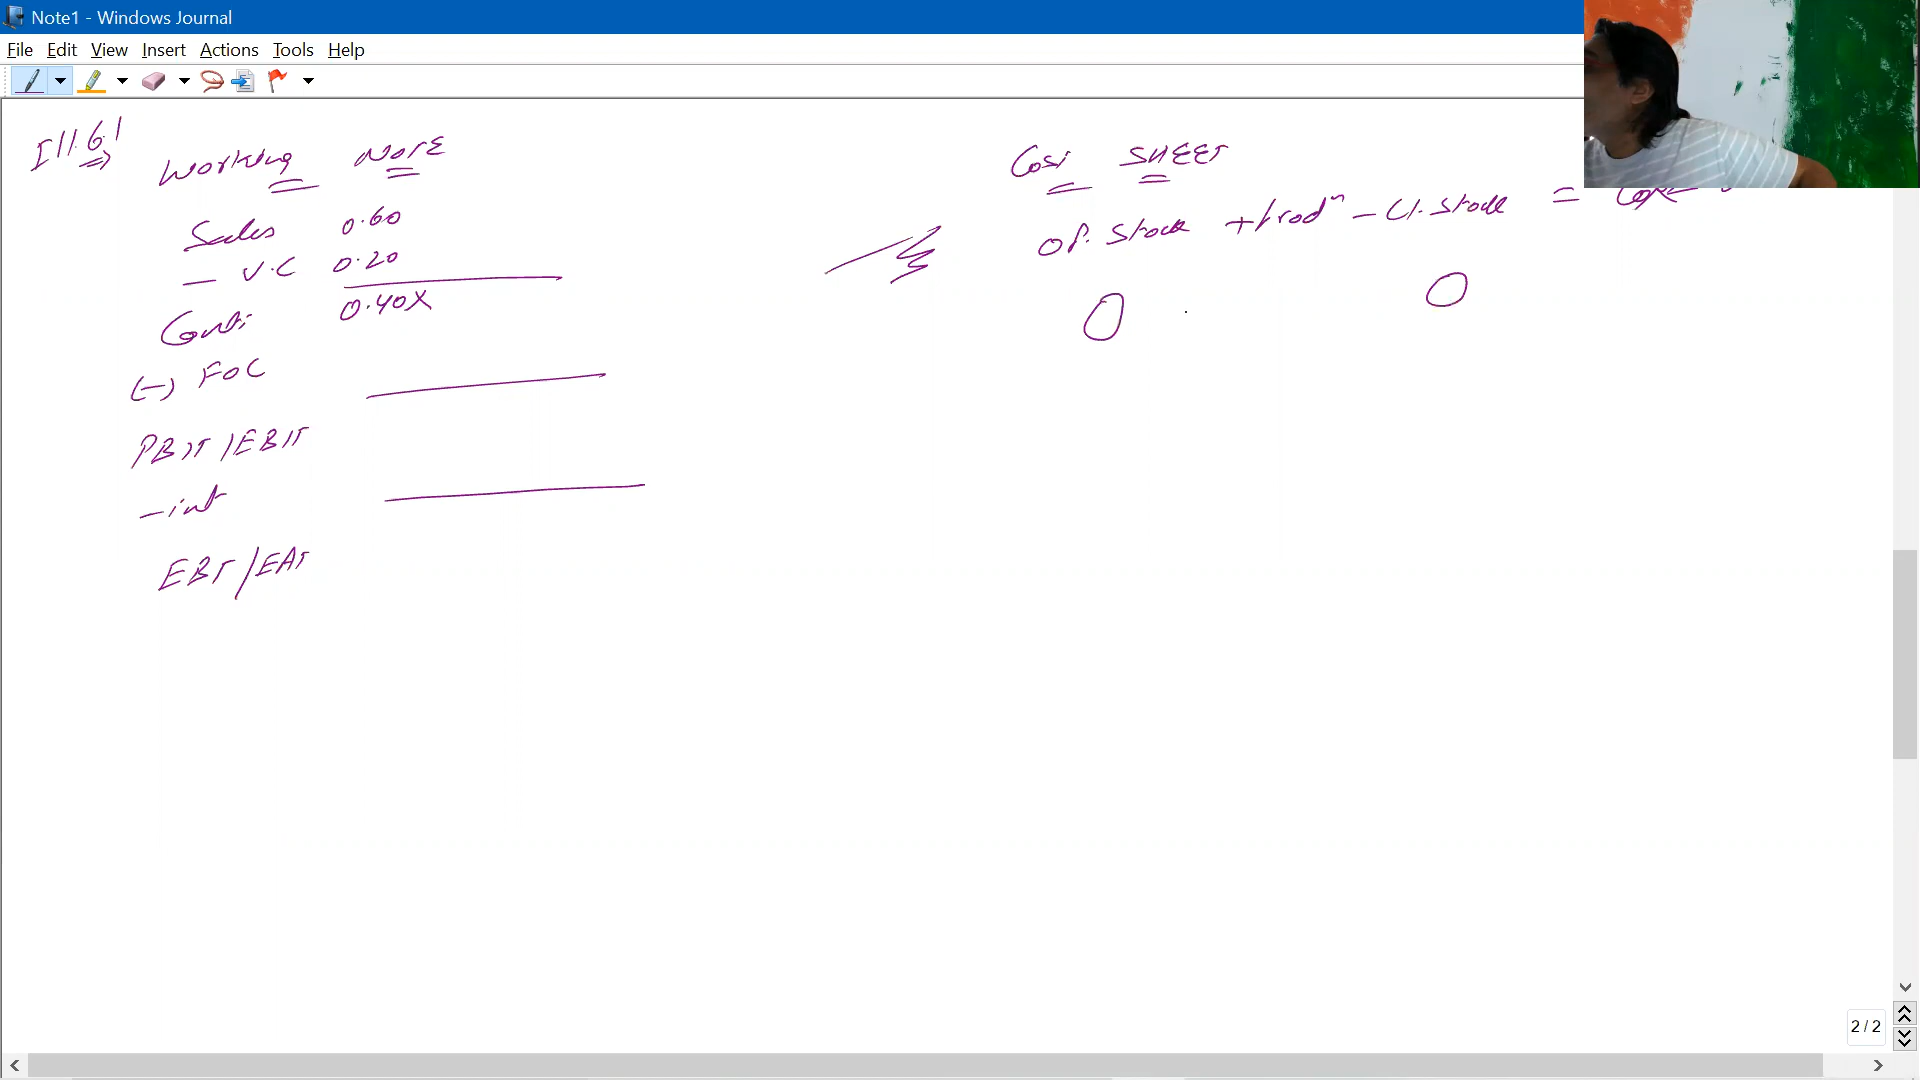 Note1 - Windows Journal
File Edit View Insert Actions Tools Help
Ill. 6.1
Working NOTE
Sales 0.60
- V.C 0.20
Conti 0.40X
(-) FOC
PBIT / EBIT
- int
EBT / EAT
COST SHEET
OP. Stock + Prodⁿ - Cl. Stock =
0 0
2 / 2